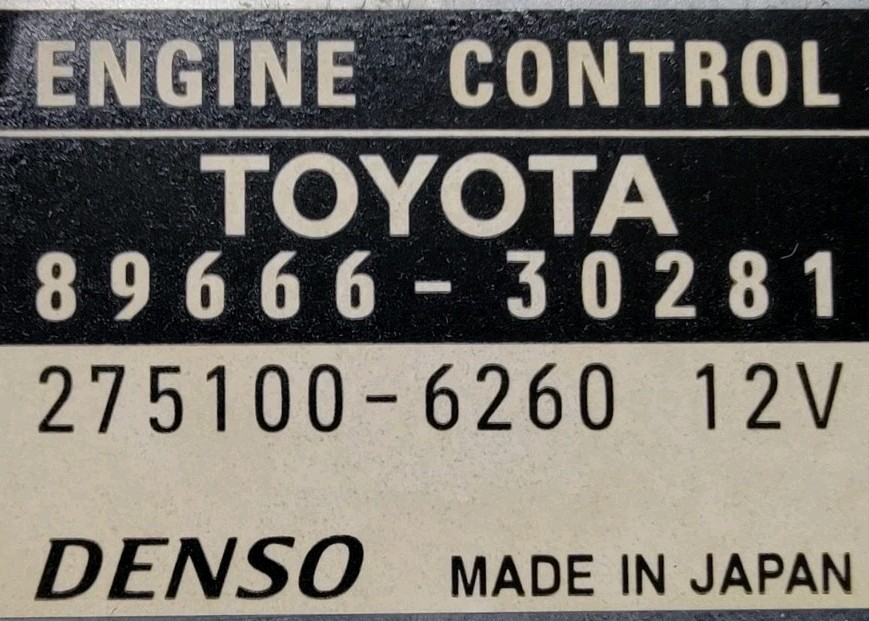 ENGINE CONTROL
TOYOTA
89666-30281
275100-6260 12V
DENSO MADE IN JAPAN